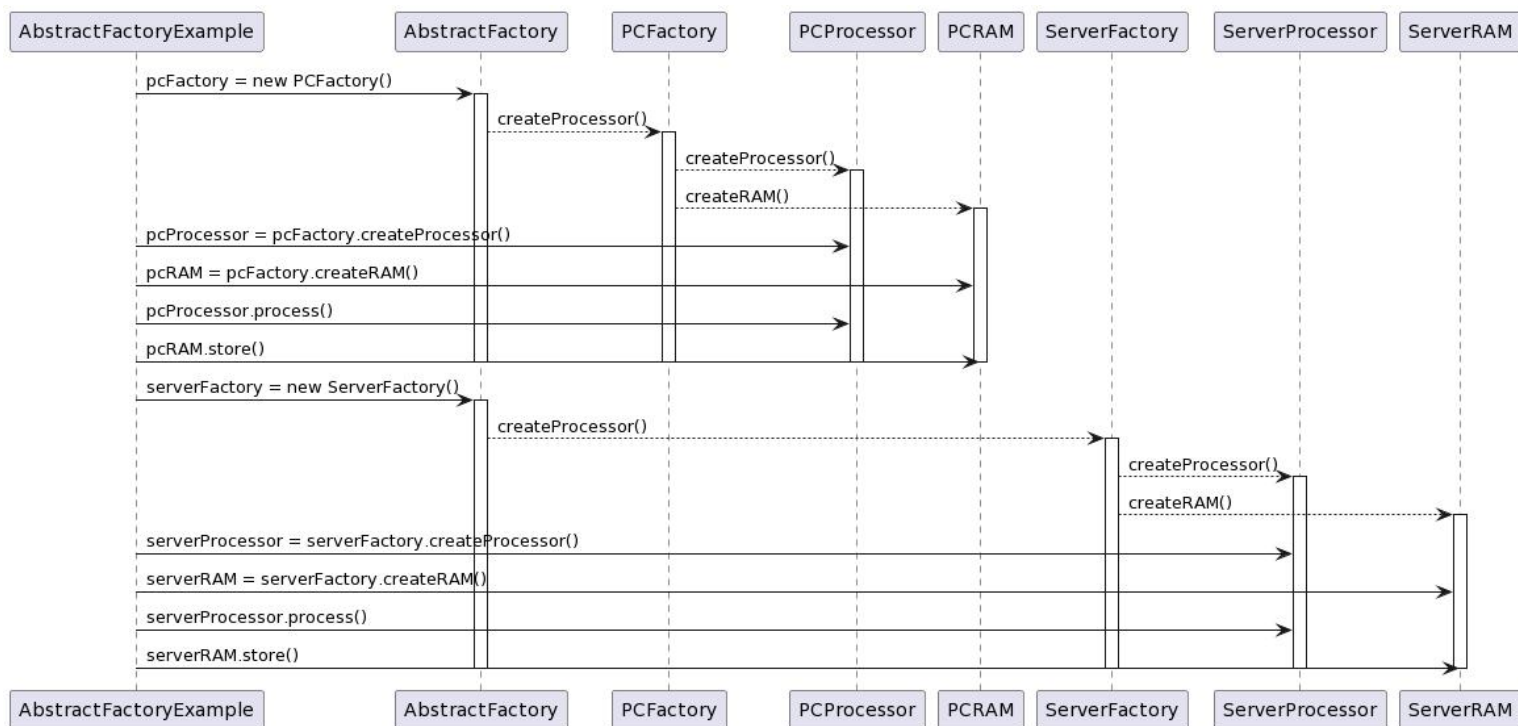 AbstractFactoryExample AbstractFactory PCFactory PCProcessor PCRAM ServerFactory ServerProcessor ServerRAM
pcFactory = new PCFactory()
createProcessor()
createProcessor()
createRAM()
pcProcessor = pcFactory.createProcessor()
pcRAM = pcFactory.createRAM()
pcProcessor.process()
pcRAM.store()
serverFactory = new ServerFactory()
createProcessor()
createProcessor()
createRAM()
serverProcessor = serverFactory.createProcessor()
serverRAM = serverFactory.createRAM()
serverProcessor.process()
serverRAM.store()
AbstractFactoryExample AbstractFactory PCFactory PCProcessor PCRAM ServerFactory ServerProcessor ServerRAM